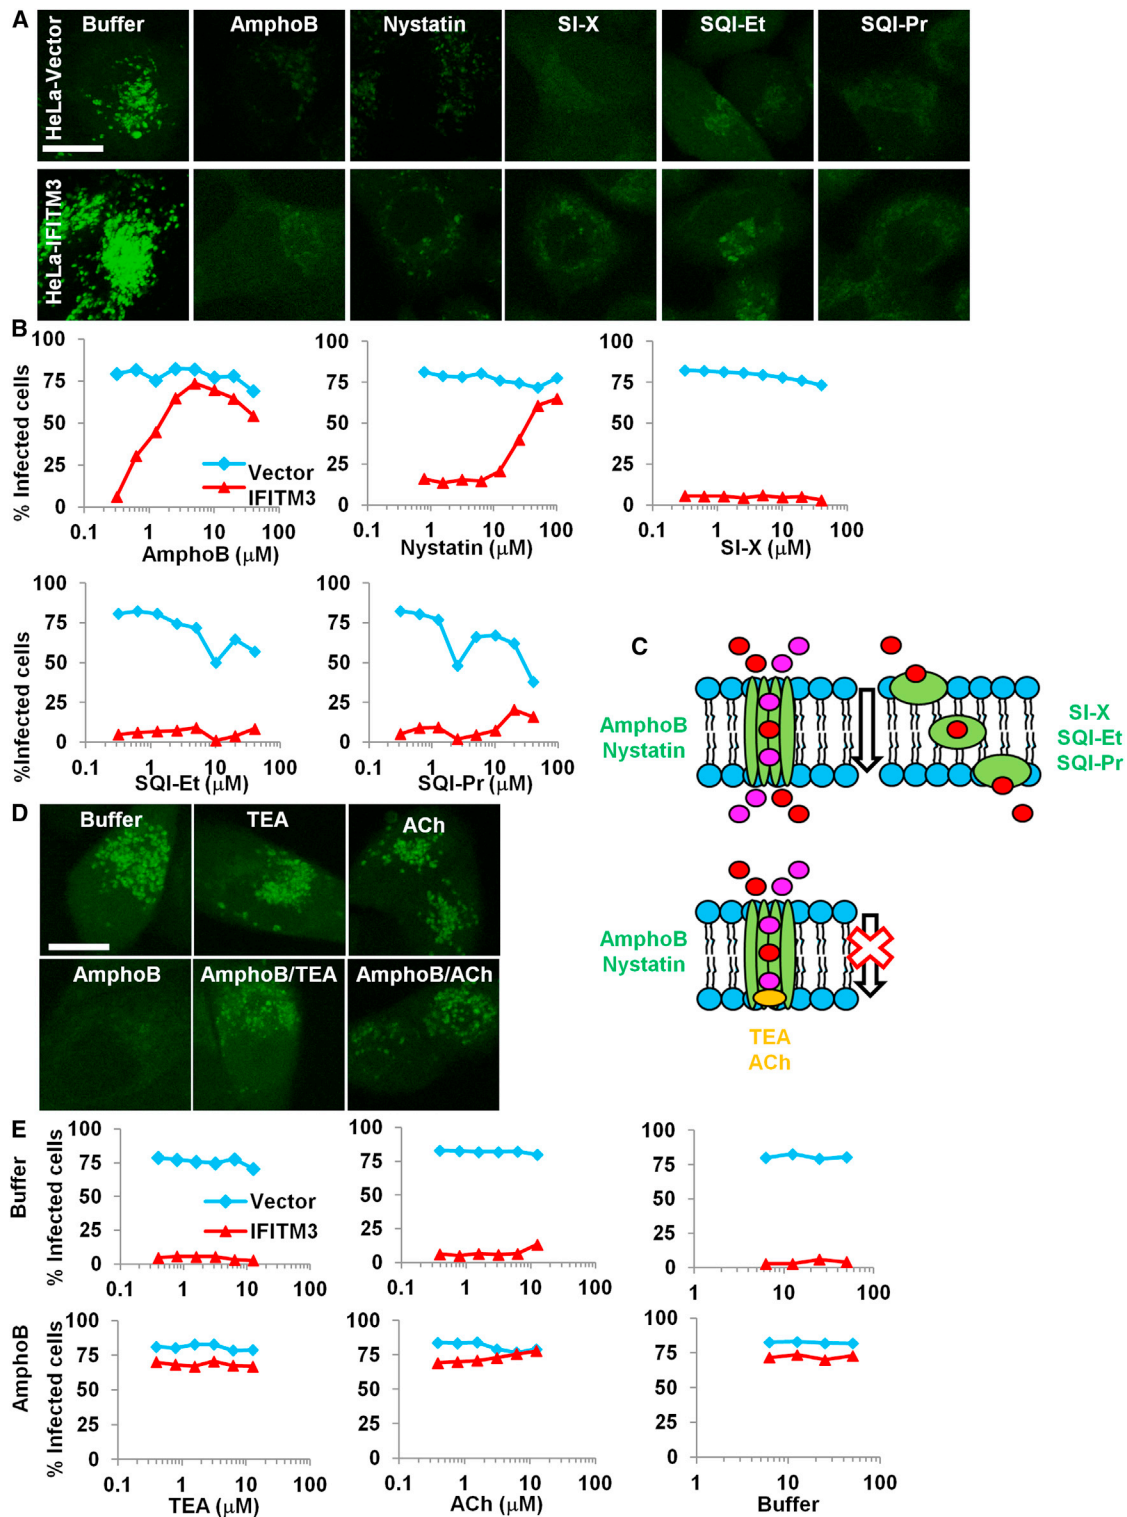 A
Buffer AmphoB Nystatin SI-X SQI-Et SQI-Pr
HeLa-Vector
HeLa-IFITM3
B
% Infected cells
100
75
50
25
0
0.1 1 10 100
AmphoB (μM)
Vector
IFITM3
100
75
50
25
0
0.1 1 10 100
Nystatin (μM)
100
75
50
25
0
0.1 1 10 100
SI-X (μM)
%Infected cells
100
75
50
25
0
0.1 1 10 100
SQI-Et (μM)
100
75
50
25
0
0.1 1 10 100
SQI-Pr (μM)
C
AmphoB
Nystatin
SI-X
SQI-Et
SQI-Pr
AmphoB
Nystatin
TEA
ACh
D
Buffer TEA ACh
AmphoB AmphoB/TEA AmphoB/ACh
E
Buffer
% Infected cells
100
75
50
25
0
0.1 1 10 100
Vector
IFITM3
100
75
50
25
0
0.1 1 10 100
100
75
50
25
0
1 10 100
AmphoB
% Infected cells
100
75
50
25
0
0.1 1 10 100
TEA (μM)
100
75
50
25
0
0.1 1 10 100
ACh (μM)
100
75
50
25
0
1 10 100
Buffer